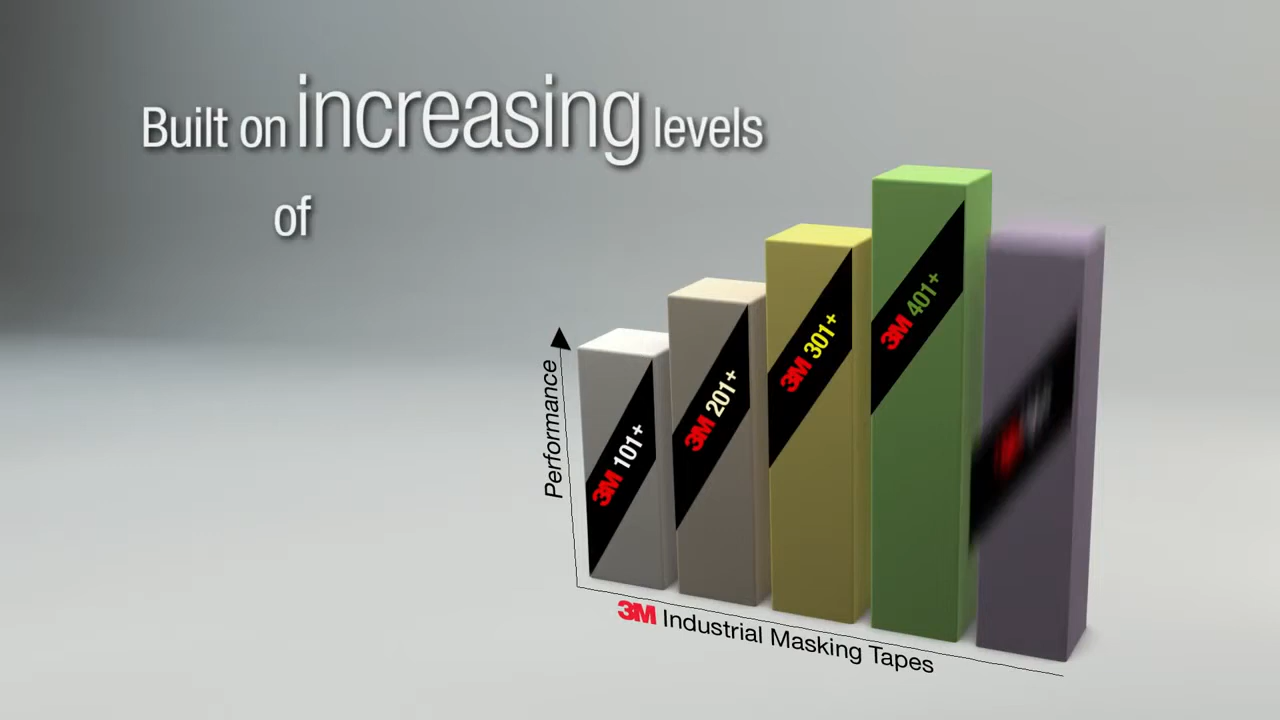 Built on increasing levels
of
Performance
3M 101+
3M 201+
3M 301+
3M 401+
3M Industrial Masking Tapes